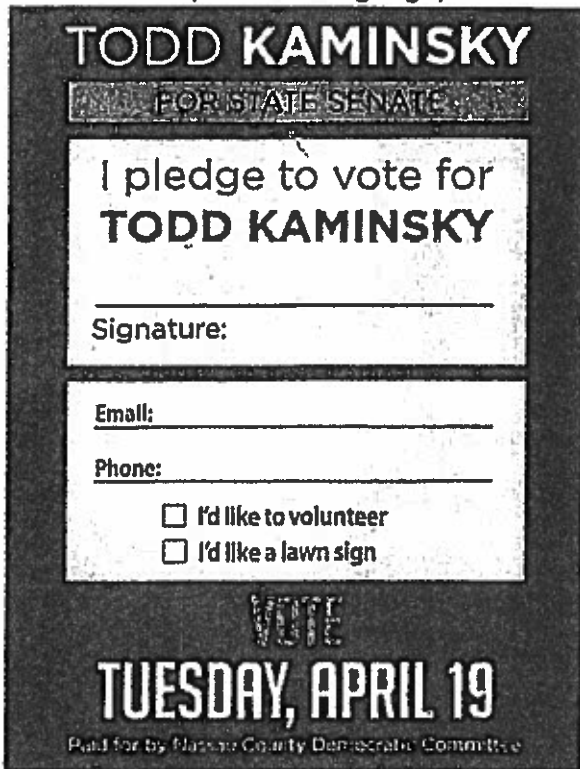 TODD KAMINSKY
FOR STATE SENATE
I pledge to vote for
TODD KAMINSKY
Signature:
Email:
Phone:
I'd like to volunteer
I'd like a lawn sign
VOTE
TUESDAY, APRIL 19
Paid for by Nassau County Democratic Committee